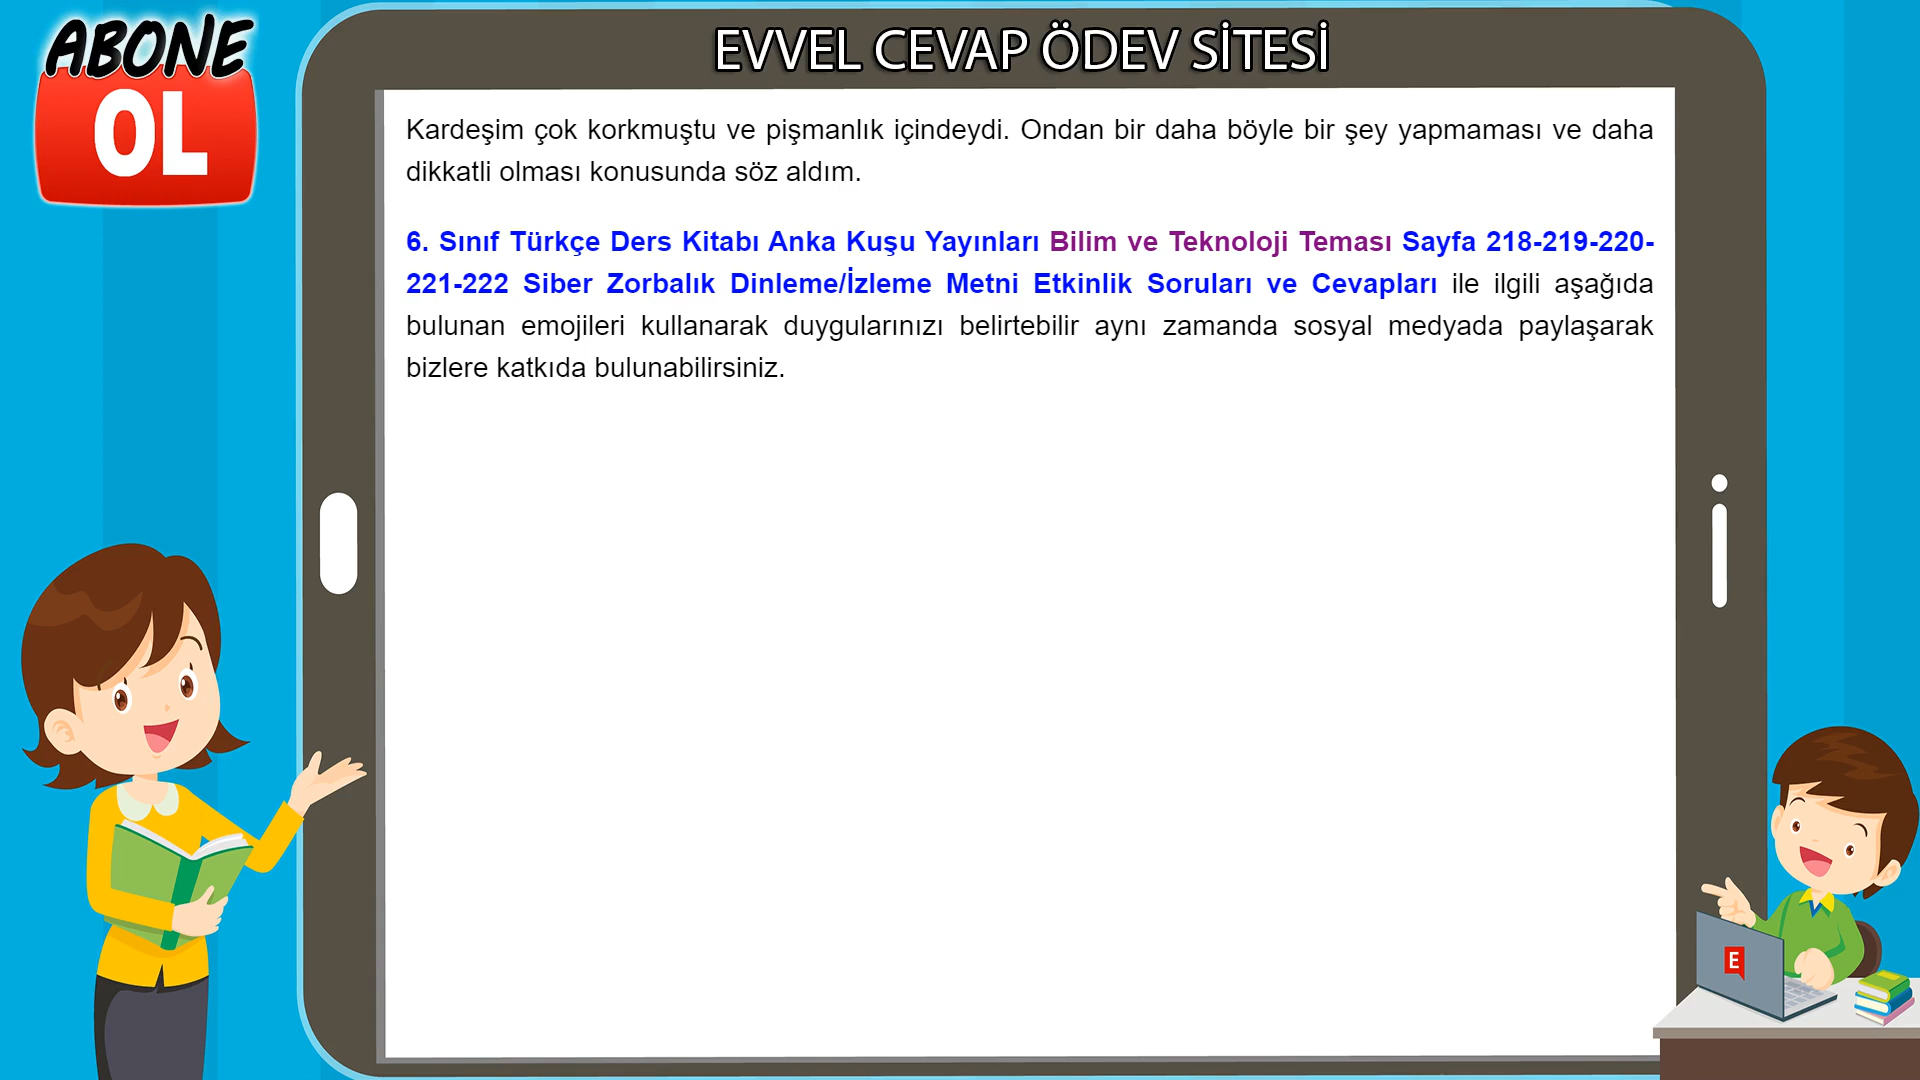 ABONE
OL
EVVEL CEVAP ÖDEV SİTESİ
Kardeşim çok korkmuştu ve pişmanlık içindeydi. Ondan bir daha böyle bir şey yapmaması ve daha
dikkatli olması konusunda söz aldım.
6. Sınıf Türkçe Ders Kitabı Anka Kuşu Yayınları Bilim ve Teknoloji Teması Sayfa 218-219-220-
221-222 Siber Zorbalık Dinleme/İzleme Metni Etkinlik Soruları ve Cevapları ile ilgili aşağıda
bulunan emojileri kullanarak duygularınızı belirtebilir aynı zamanda sosyal medyada paylaşarak
bizlere katkıda bulunabilirsiniz.
E